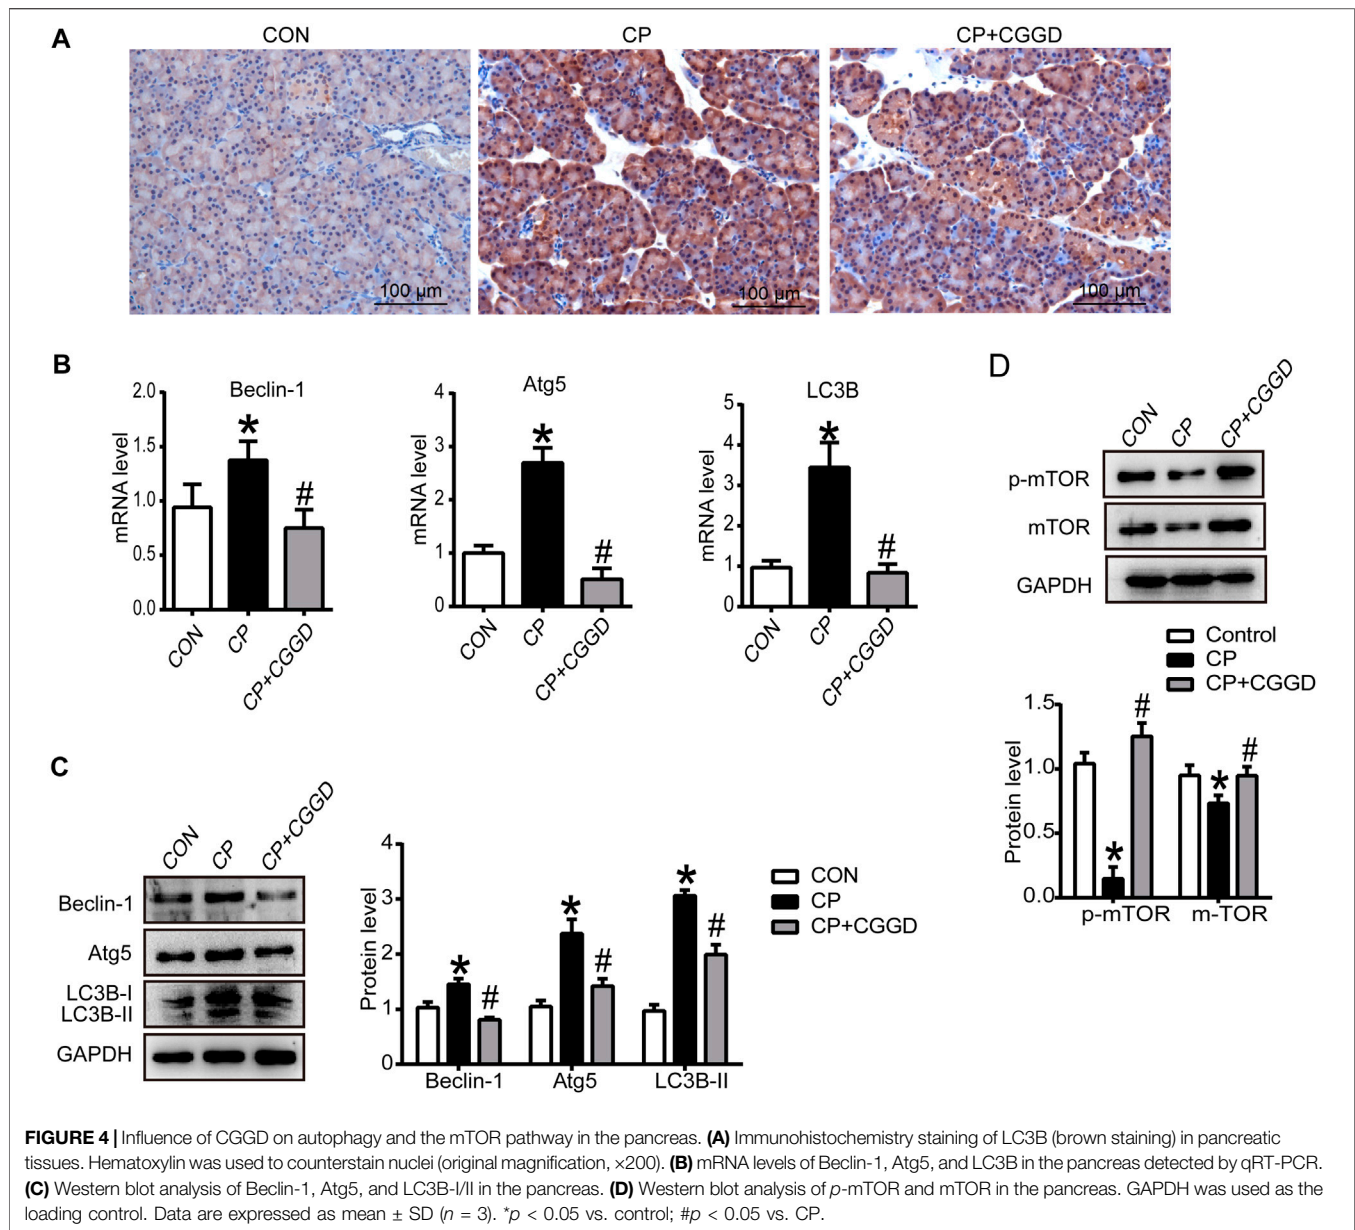 A
CON
CP
CP+CGGD
100 µm
100 µm
100 µm
B
Beclin-1
mRNA level
2.0
1.5
1.0
0.5
0.0
*
#
CON
CP
CP+CGGD
Atg5
mRNA level
4
3
2
1
0
*
#
CON
CP
CP+CGGD
LC3B
mRNA level
5
4
3
2
1
0
*
#
CON
CP
CP+CGGD
D
CON
CP
CP+CGGD
p-mTOR
mTOR
GAPDH
Control
CP
CP+CGGD
Protein level
1.5
1.0
0.5
0.0
*
#
*
#
p-mTOR
m-TOR
C
CON
CP
CP+CGGD
Beclin-1
Atg5
LC3B-I
LC3B-II
GAPDH
Protein level
4
3
2
1
0
*
#
*
#
*
#
Beclin-1
Atg5
LC3B-II
CON
CP
CP+CGGD
FIGURE 4 | Influence of CGGD on autophagy and the mTOR pathway in the pancreas. (A) Immunohistochemistry staining of LC3B (brown staining) in pancreatic
tissues. Hematoxylin was used to counterstain nuclei (original magnification, ×200). (B) mRNA levels of Beclin-1, Atg5, and LC3B in the pancreas detected by qRT-PCR.
(C) Western blot analysis of Beclin-1, Atg5, and LC3B-I/II in the pancreas. (D) Western blot analysis of p-mTOR and mTOR in the pancreas. GAPDH was used as the
loading control. Data are expressed as mean ± SD (n = 3). *p < 0.05 vs. control; #p < 0.05 vs. CP.